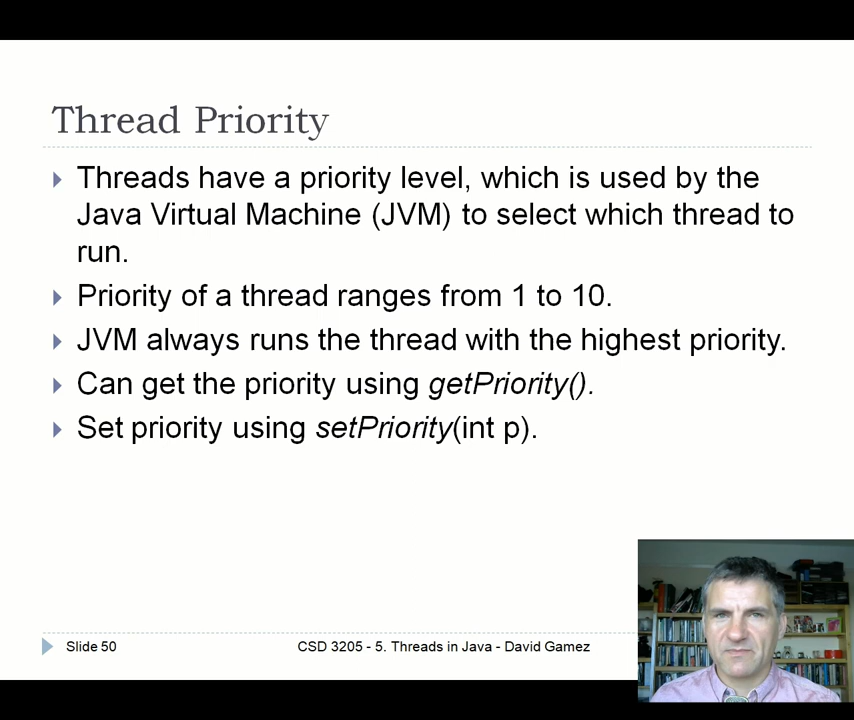 Thread Priority
Threads have a priority level, which is used by the
Java Virtual Machine (JVM) to select which thread to
run.
Priority of a thread ranges from 1 to 10.
JVM always runs the thread with the highest priority.
Can get the priority using getPriority().
Set priority using setPriority(int p).
Slide 50
CSD 3205 - 5. Threads in Java - David Gamez